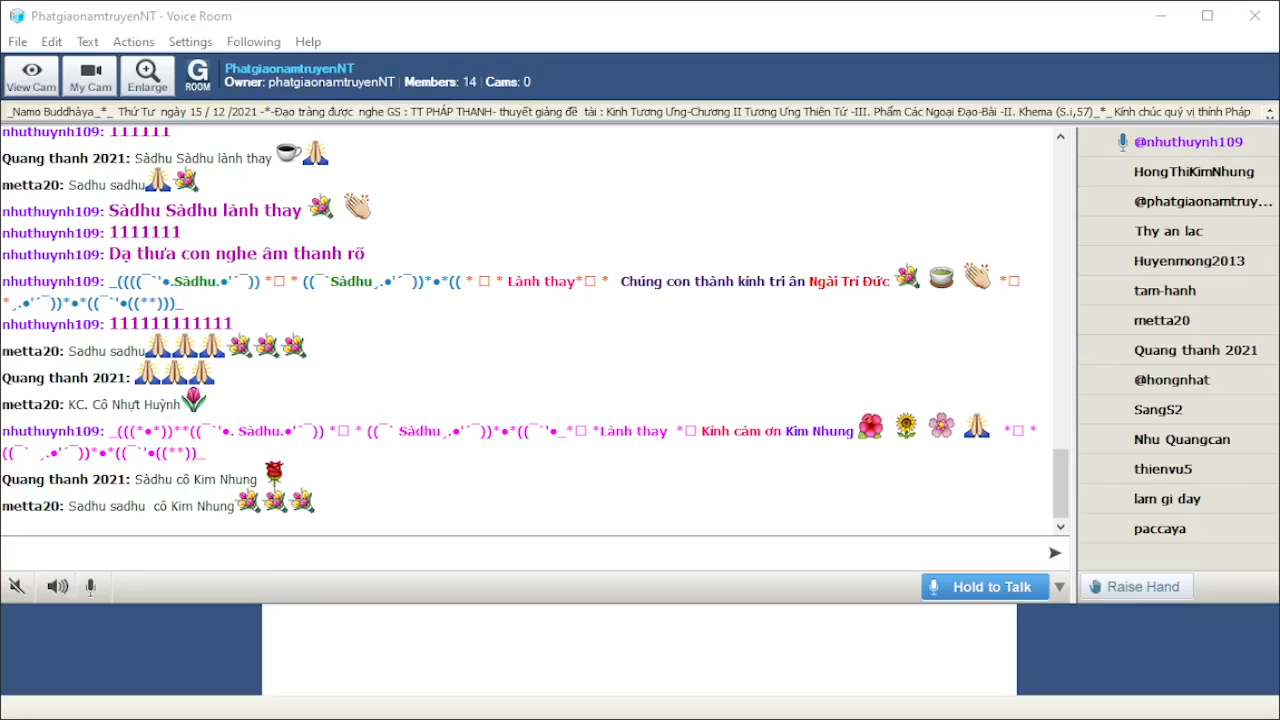 PhatgiaonamtruyenNT - Voice Room
File Edit Text Actions Settings Following Help
View Cam My Cam Enlarge G ROOM
PhatgiaonamtruyenNT
Owner: phatgiaonamtruyenNT | Members: 14 | Cams: 0
_Namo Buddhàya_*_ Thứ Tư ngày 15 / 12 /2021 -*-Đạo tràng được nghe GS : TT PHÁP THANH- thuyết giảng đề tài : Kinh Tương Ưng-Chương II Tương Ưng Thiên Tử -III. Phẩm Các Ngoại Đạo-Bài -II. Khema (S.i,57)_*_ Kính chúc quý vị thính Pháp
nhuthuynh109: 111111
Quang thanh 2021: Sàdhu Sàdhu lành thay
metta20: Sadhu sadhu
nhuthuynh109: Sàdhu Sàdhu lành thay
nhuthuynh109: 1111111
nhuthuynh109: Dạ thưa con nghe âm thanh rõ
nhuthuynh109: _((((¯`'●.Sàdhu.●'´¯)) *□ * ((¯`Sàdhu¸.●'´¯))*●*(( * □ * Lành thay*□ * Chúng con thành kính tri ân Ngài Trí Đức *□
*¸.●'´¯))*●*((¯`'●((**)))_
nhuthuynh109: 111111111111
metta20: Sadhu sadhu
Quang thanh 2021:
metta20: KC. Cô Nhựt Huỳnh
nhuthuynh109: _(((*●*))**((¯`'●. Sàdhu.●'´¯)) *□ * ((¯` Sàdhu¸.●'´¯))*●*((¯`'●_*□ *Lành thay *□ Kính cám ơn Kim Nhung *□ *
((¯` ¸.●'´¯))*●*((¯`'●((**))_
Quang thanh 2021: Sàdhu cô Kim Nhung
metta20: Sadhu sadhu cô Kim Nhung
@nhuthuynh109
HongThiKimNhung
@phatgiaonamtruy...
Thy an lac
Huyenmong2013
tam-hanh
metta20
Quang thanh 2021
@hongnhat
SangS2
Nhu Quangcan
thienvu5
lam gi day
paccaya
Hold to Talk
Raise Hand